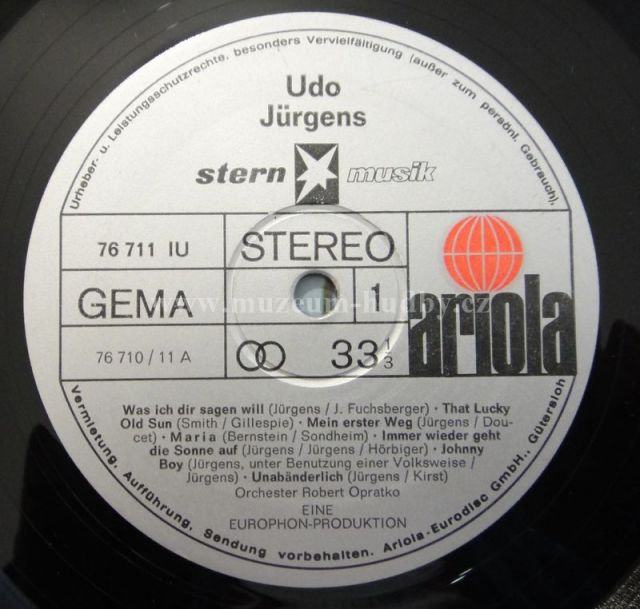 Urheber- u. Leistungsschutzrechte, besonders Vervielfältigung (außer zum persönl. Gebrauch),
Udo
Jürgens
stern musik
76 711 IU
STEREO
GEMA
1
ariola
76 710 / 11 A
33 1/3
www.muzeum-hudby.cz
Was ich dir sagen will (Jürgens / J. Fuchsberger) · That Lucky
Old Sun (Smith / Gillespie) · Mein erster Weg (Jürgens / Dou-
cet) · Maria (Bernstein / Sondheim) · Immer wieder geht
die Sonne auf (Jürgens / Jürgens / Hörbiger) · Johnny
Boy (Jürgens, unter Benutzung einer Volksweise /
Jürgens) · Unabänderlich (Jürgens / Kirst)
Orchester Robert Opratko
EINE
EUROPHON-PRODUKTION
Vermietung, Aufführung, Sendung vorbehalten. Ariola-Eurodisc GmbH., Gütersloh